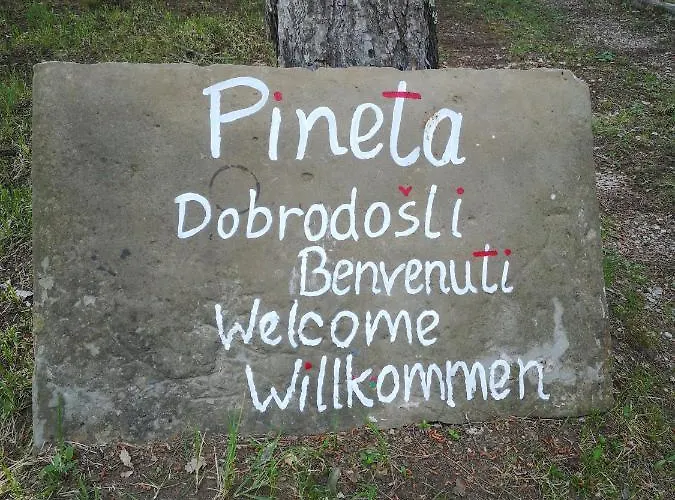 Pineta
Dobrodošli
Benvenuti
Welcome
Willkommen